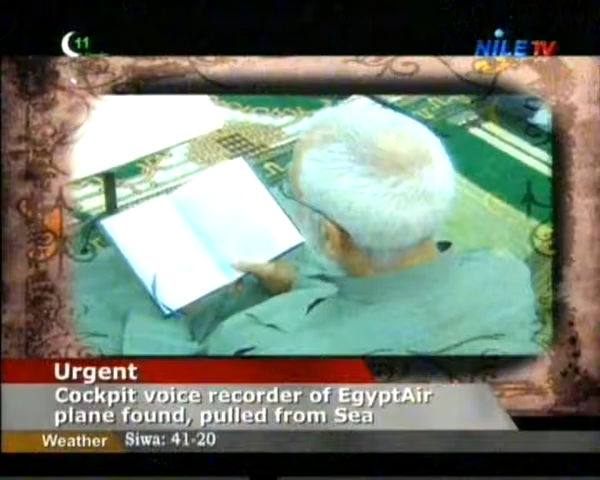 11
NILE TV
Urgent
Cockpit voice recorder of EgyptAir
plane found, pulled from Sea
Weather Siwa: 41-20